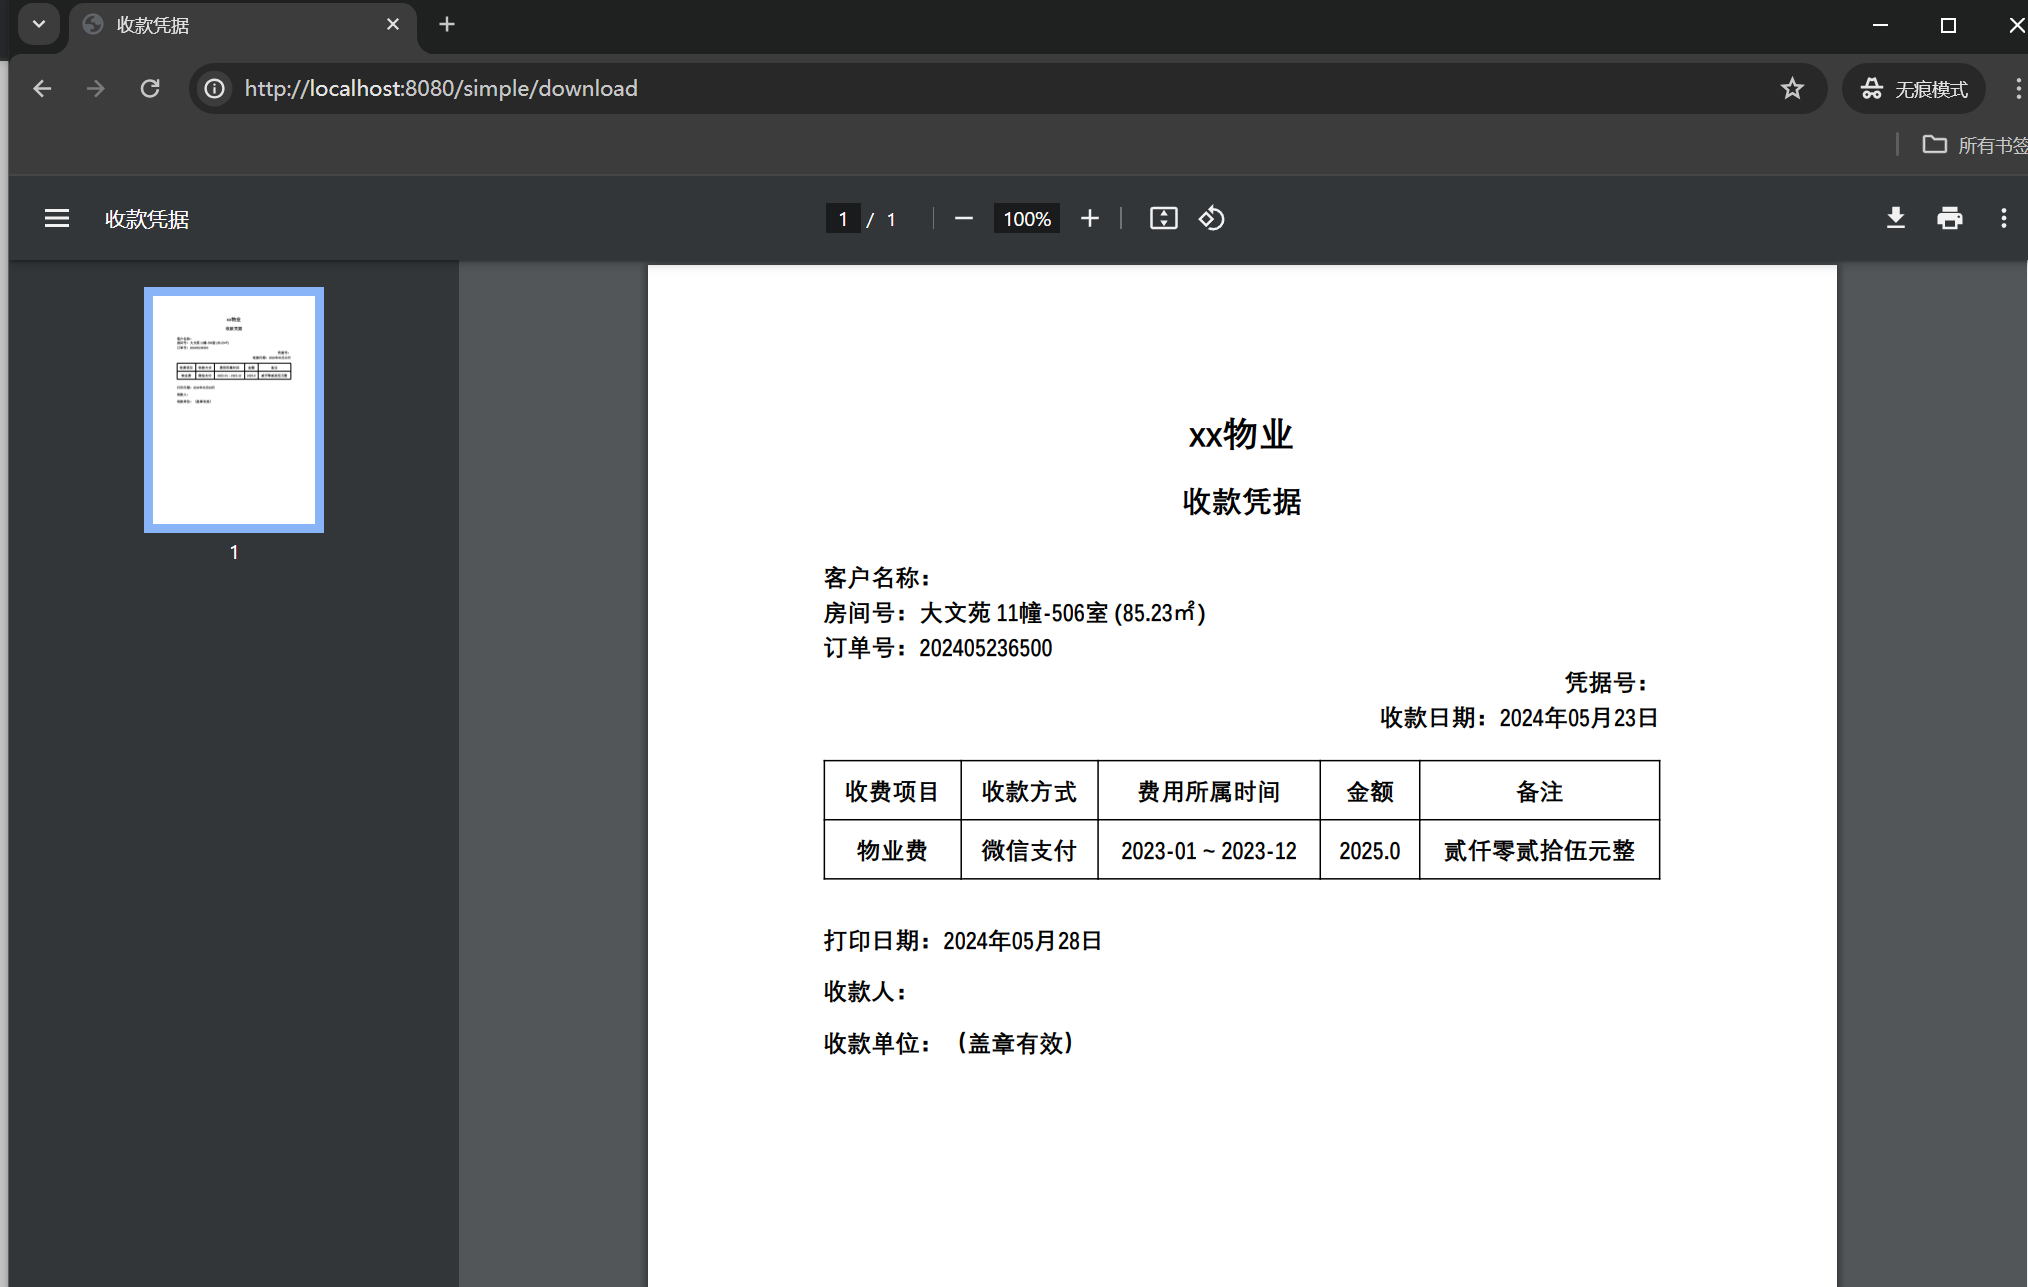 收款凭据
http://localhost:8080/simple/download
无痕模式
所有书签
收款凭据
1 / 1
100%
1
xx物业
收款凭据
客户名称：
房间号：大文苑 11幢-506室 (85.23㎡)
订单号：202405236500
凭据号：
收款日期：2024年05月23日
收费项目 收款方式 费用所属时间 金额 备注
物业费 微信支付 2023-01 ~ 2023-12 2025.0 贰仟零贰拾伍元整
打印日期：2024年05月28日
收款人：
收款单位：（盖章有效）